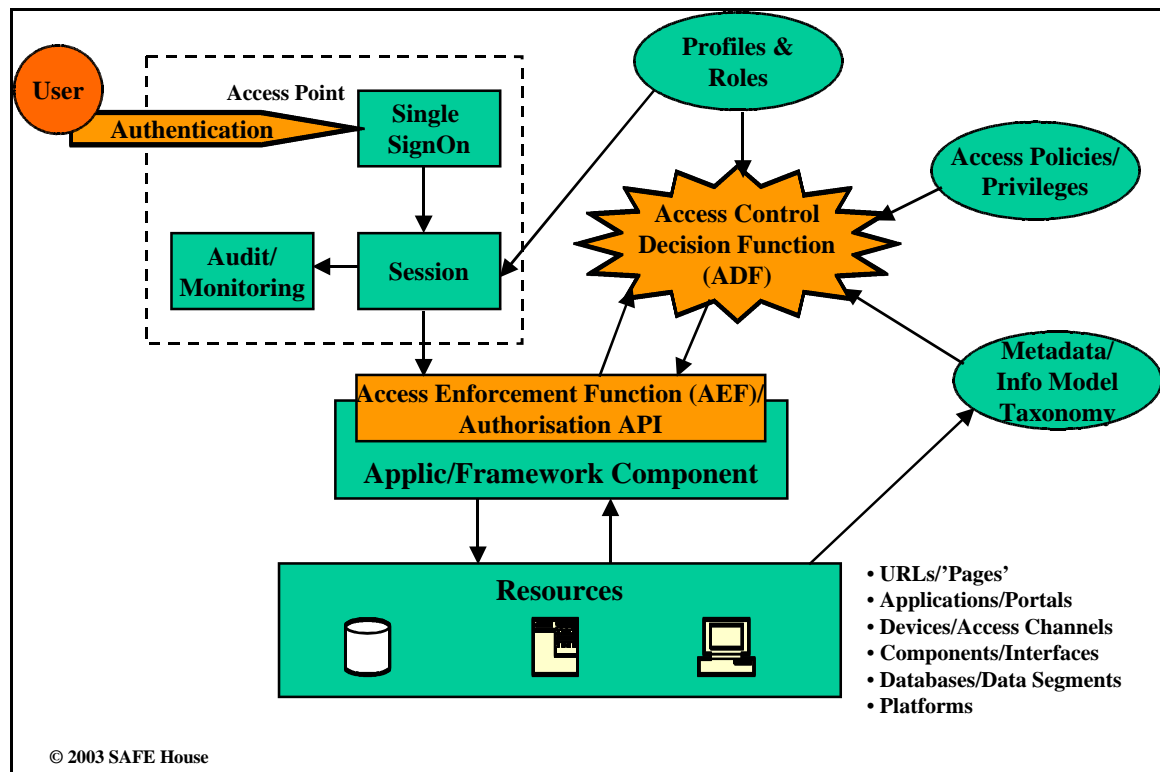 User
Authentication
Access Point
Single
SignOn
Profiles &
Roles
Access Policies/
Privileges
Access Control
Decision Function
(ADF)
Audit/
Monitoring
Session
Metadata/
Info Model
Taxonomy
Access Enforcement Function (AEF)/
Authorisation API
Applic/Framework Component
Resources
• URLs/’Pages’
• Applications/Portals
• Devices/Access Channels
• Components/Interfaces
• Databases/Data Segments
• Platforms
© 2003 SAFE House